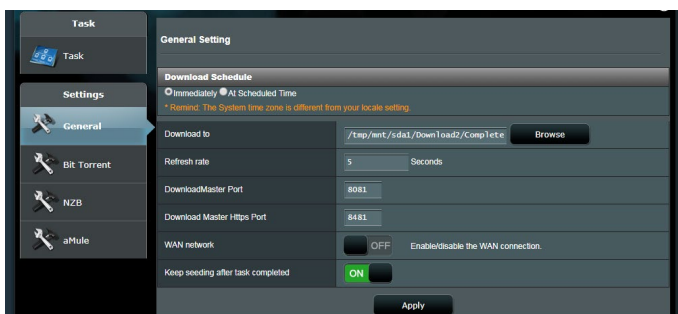 Task
Task
Settings
General
Bit Torrent
NZB
aMule
General Setting
Download Schedule
Immediately At Scheduled Time
* Remind: The System time zone is different from your locale setting.
Download to /tmp/mnt/sda1/Download2/Complete Browse
Refresh rate 5 Seconds
DownloadMaster Port 8081
Download Master Https Port 8481
WAN network OFF Enable/disable the WAN connection.
Keep seeding after task completed ON
Apply